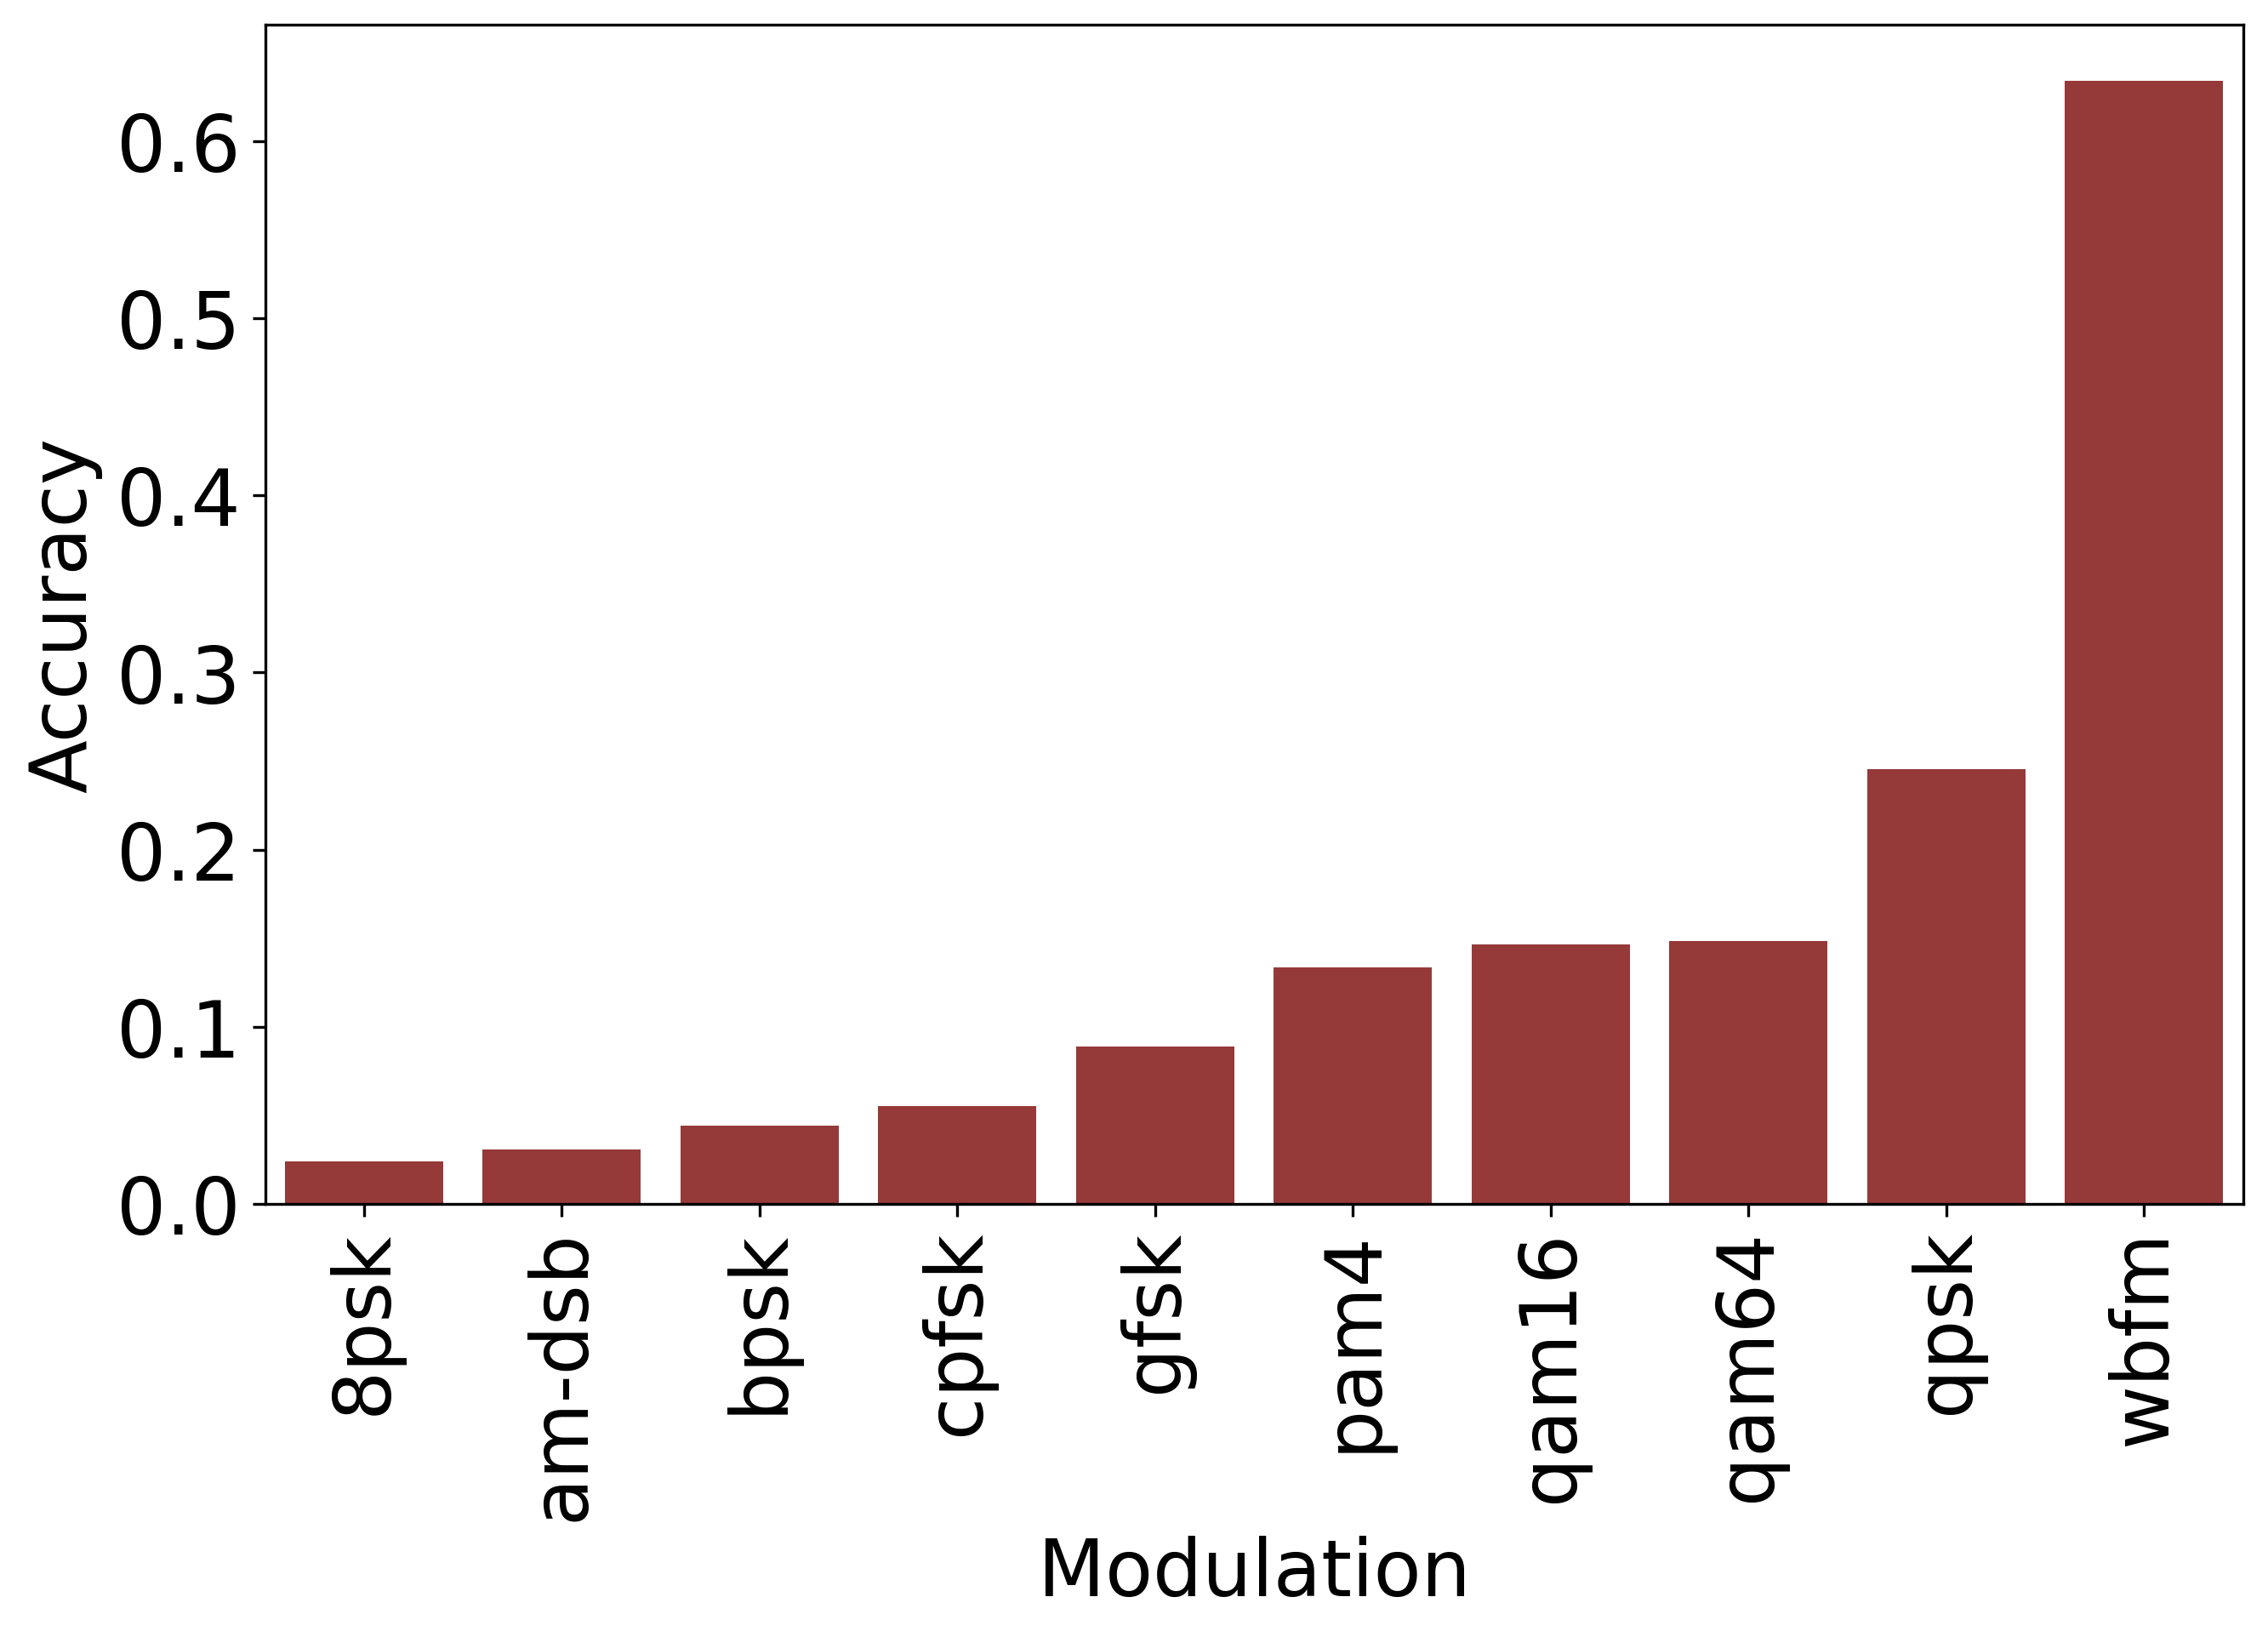 Accuracy
0.6
0.5
0.4
0.3
0.2
0.1
0.0
8psk
am-dsb
bpsk
cpfsk
gfsk
pam4
qam16
qam64
qpsk
wbfm
Modulation